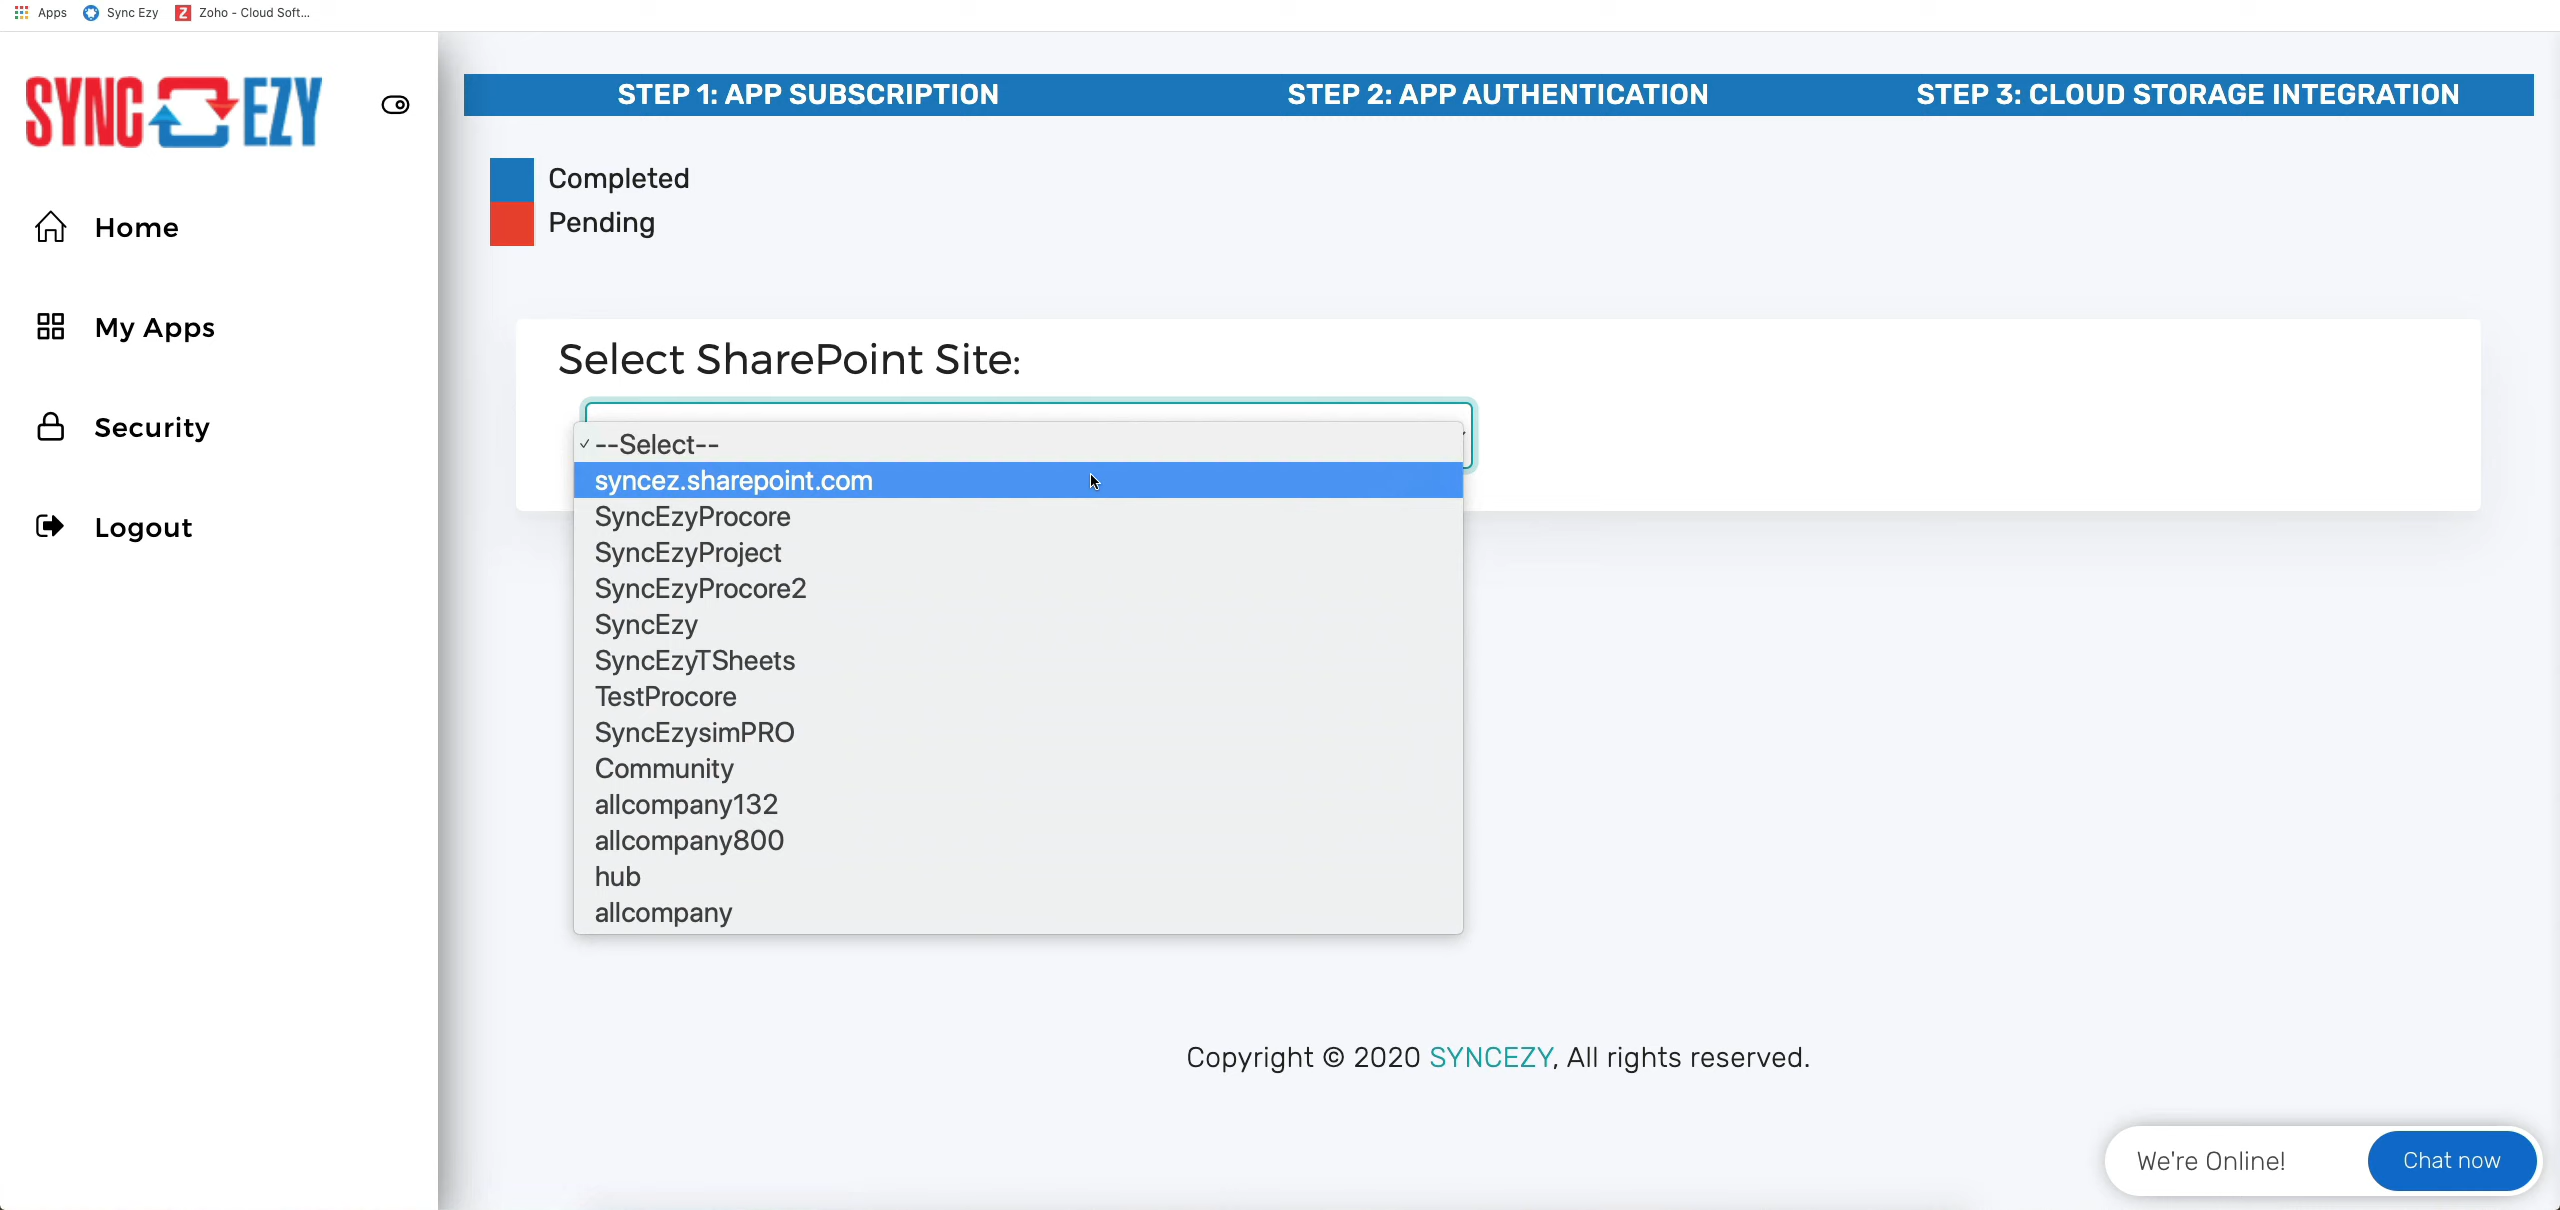 Apps Sync Ezy Zoho - Cloud Soft...
SYNC EZY
STEP 1: APP SUBSCRIPTION STEP 2: APP AUTHENTICATION STEP 3: CLOUD STORAGE INTEGRATION
Completed
Pending
Home
My Apps
Security
Logout
Select SharePoint Site:
--Select--
syncez.sharepoint.com
SyncEzyProcore
SyncEzyProject
SyncEzyProcore2
SyncEzy
SyncEzyTSheets
TestProcore
SyncEzysimPRO
Community
allcompany132
allcompany800
hub
allcompany
Copyright © 2020 SYNCEZY, All rights reserved.
We're Online! Chat now